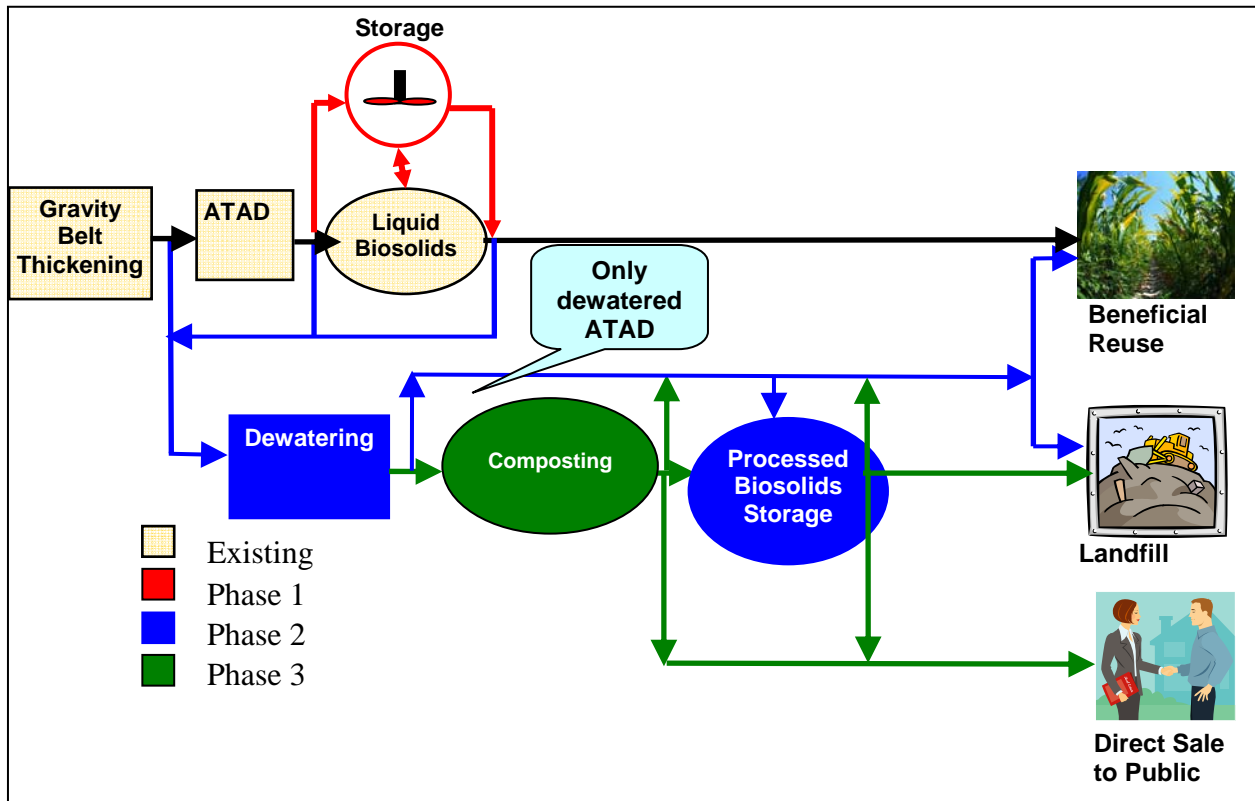 Storage
Gravity
Belt
Thickening
ATAD
Liquid
Biosolids
Only
dewatered
ATAD
Beneficial
Reuse
Dewatering
Composting
Processed
Biosolids
Storage
Landfill
Existing
Phase 1
Phase 2
Phase 3
Direct Sale
to Public